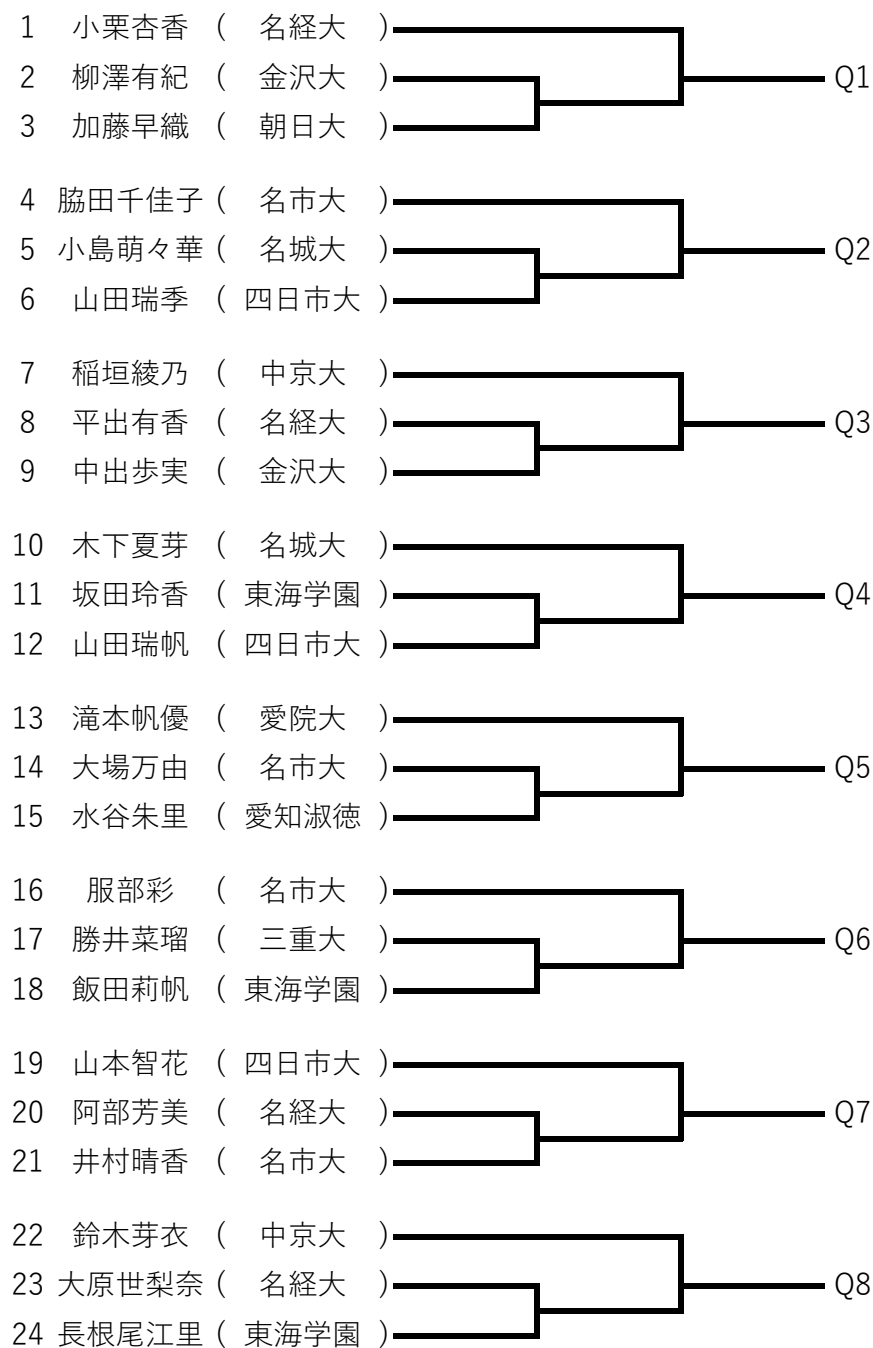 1 小栗杏香 ( 名経大 )
2 柳澤有紀 ( 金沢大 ) Q1
3 加藤早織 ( 朝日大 )
4 脇田千佳子 ( 名市大 )
5 小島萌々華 ( 名城大 ) Q2
6 山田瑞季 ( 四日市大 )
7 稲垣綾乃 ( 中京大 )
8 平出有香 ( 名経大 ) Q3
9 中出歩実 ( 金沢大 )
10 木下夏芽 ( 名城大 )
11 坂田玲香 ( 東海学園 ) Q4
12 山田瑞帆 ( 四日市大 )
13 滝本帆優 ( 愛院大 )
14 大場万由 ( 名市大 ) Q5
15 水谷朱里 ( 愛知淑徳 )
16 服部彩 ( 名市大 )
17 勝井菜瑠 ( 三重大 ) Q6
18 飯田莉帆 ( 東海学園 )
19 山本智花 ( 四日市大 )
20 阿部芳美 ( 名経大 ) Q7
21 井村晴香 ( 名市大 )
22 鈴木芽衣 ( 中京大 )
23 大原世梨奈 ( 名経大 ) Q8
24 長根尾江里 ( 東海学園 )